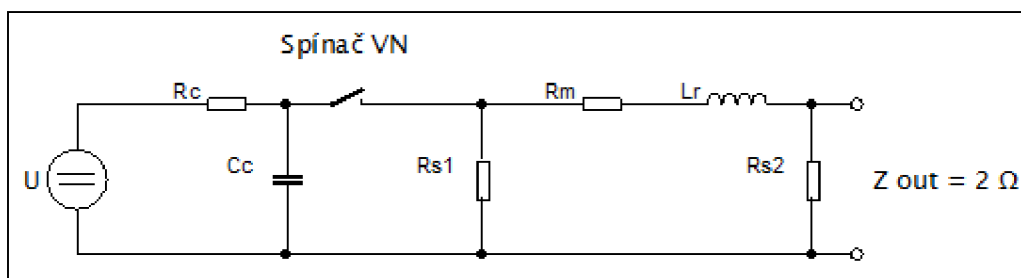 Spínač VN
Rc
Rm
Lr
U
Cc
Rs1
Rs2
Z out = 2 Ω